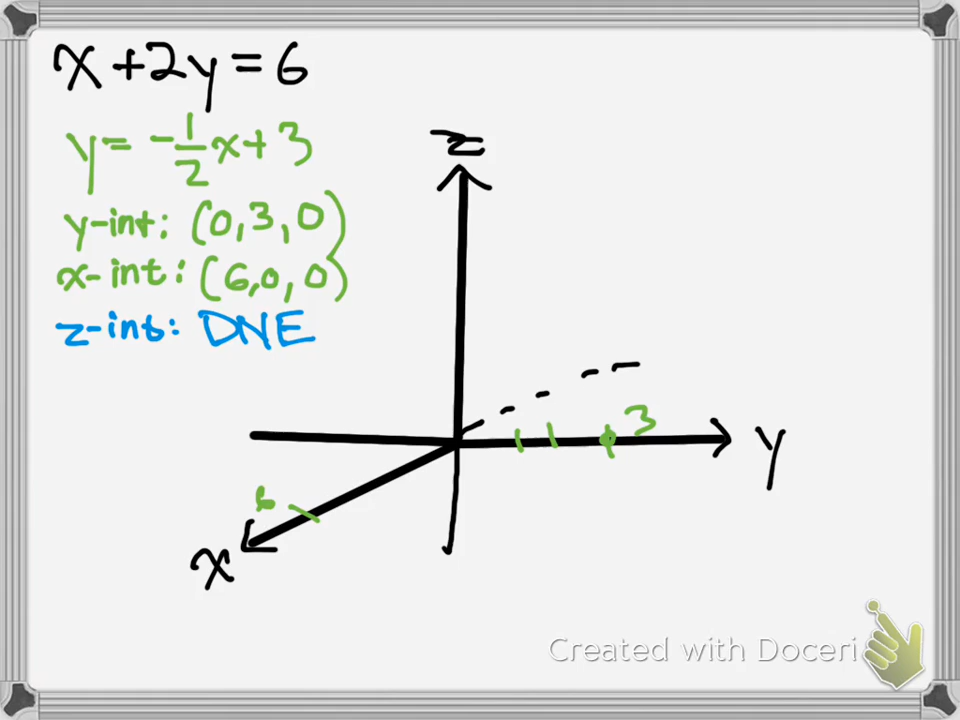 x+2y=6
y= -1/2x+3
y-int: (0,3,0)
x-int: (6,0,0)
z-int: DNE
z
3
y
6
x
Created with Doceri